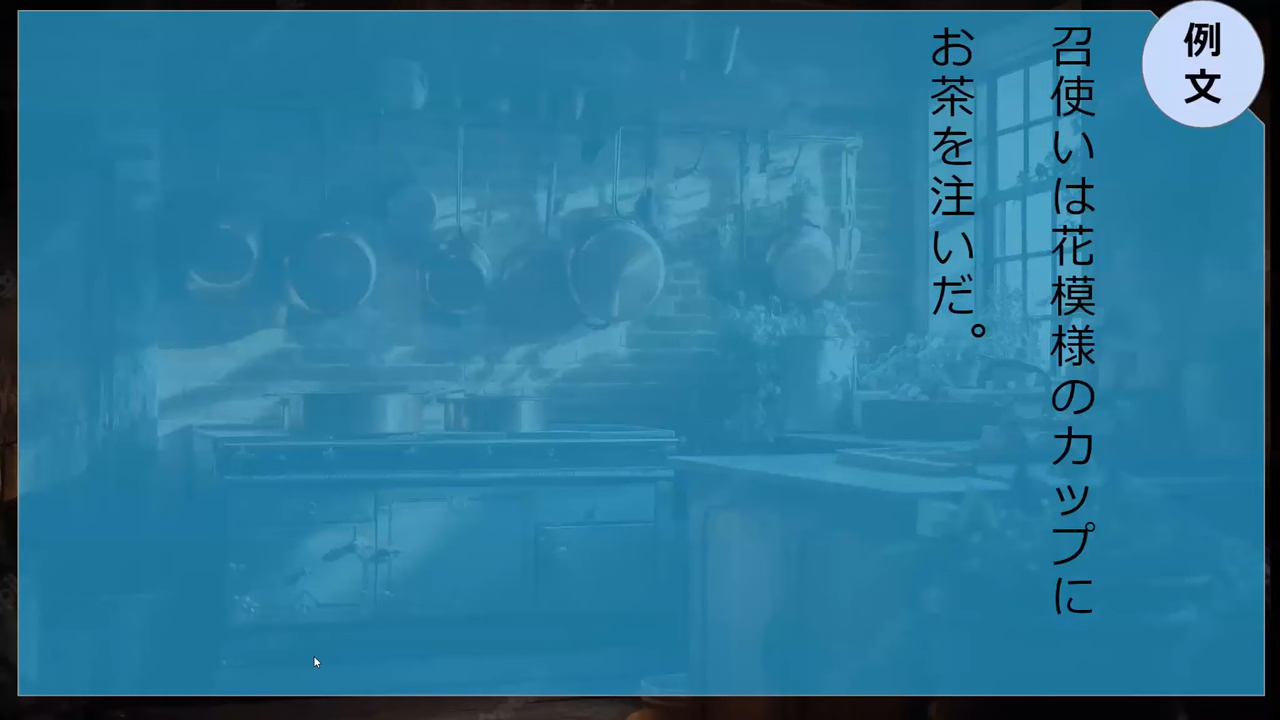 例文
召使いは花模様のカップに
お茶を注いだ。